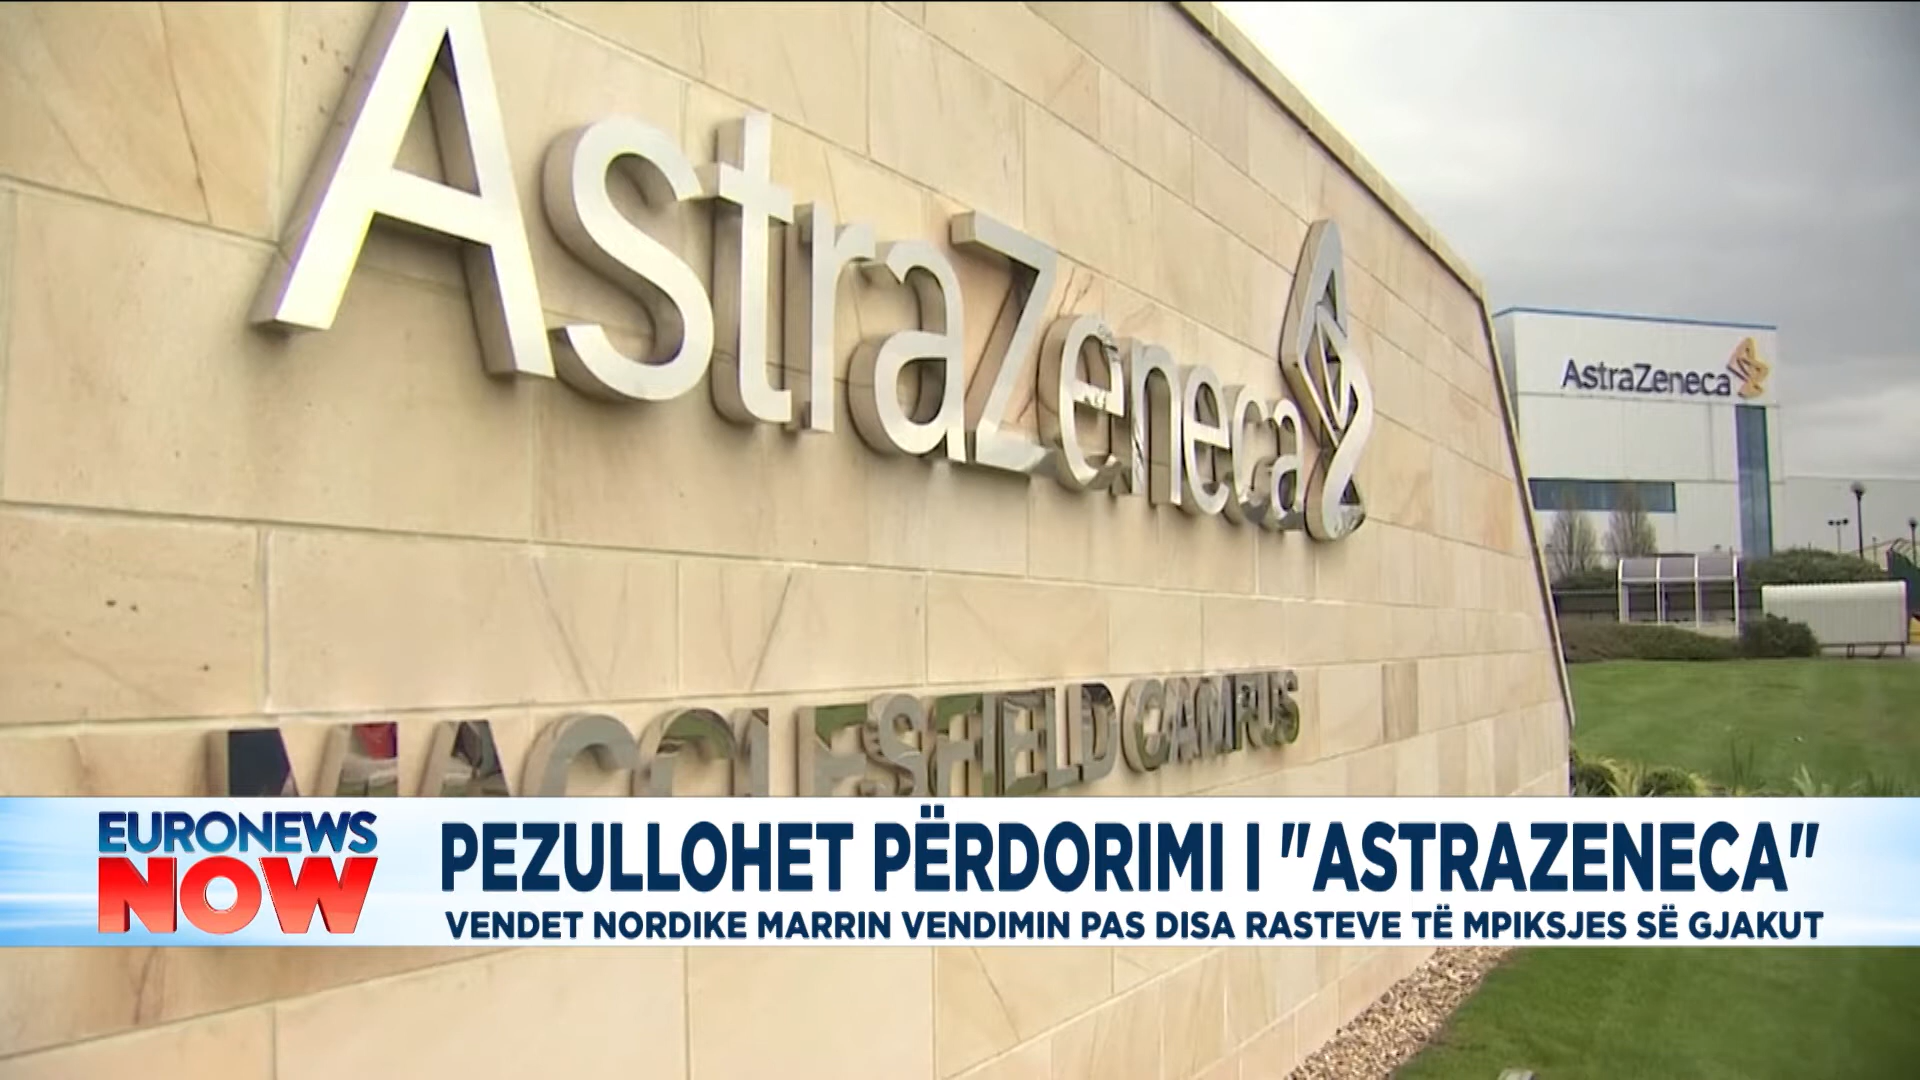 AstraZeneca
AstraZeneca
MACCLESFIELD CAMPUS
EURONEWS
NOW
PEZULLOHET PËRDORIMI I "ASTRAZENECA"
VENDET NORDIKE MARRIN VENDIMIN PAS DISA RASTEVE TË MPIKSJES SË GJAKUT